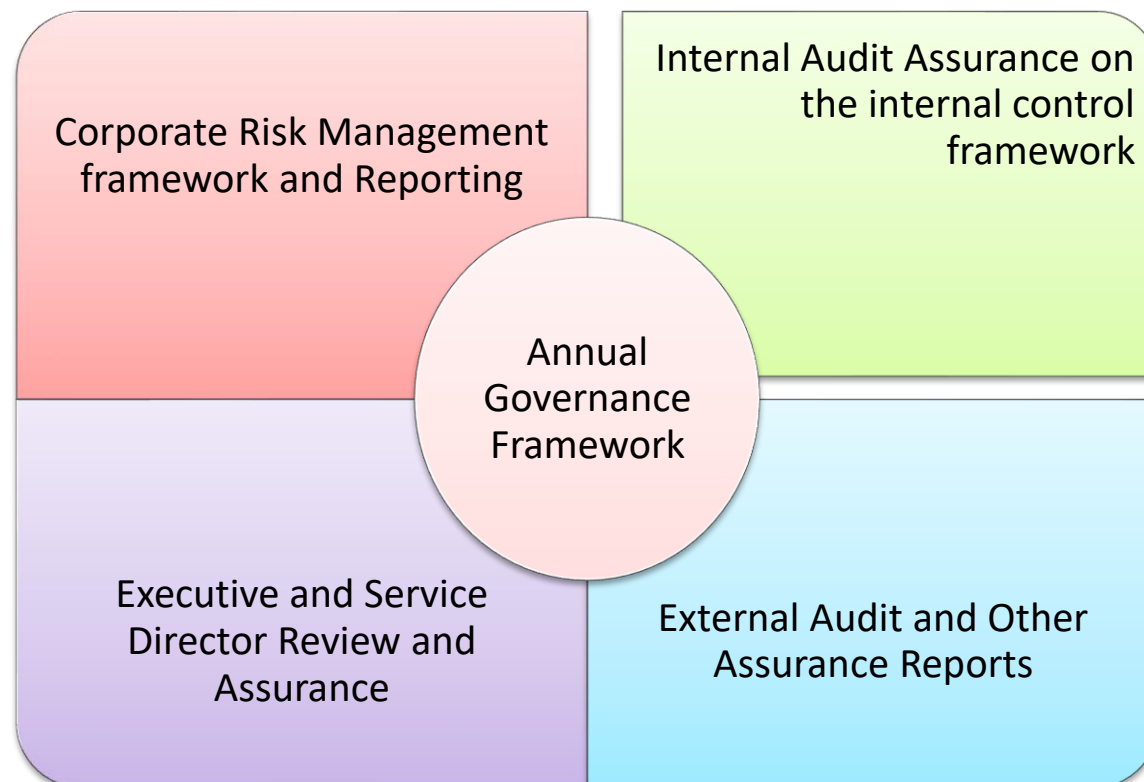 Corporate Risk Management
framework and Reporting
Internal Audit Assurance on
the internal control
framework
Annual
Governance
Framework
Executive and Service
Director Review and
Assurance
External Audit and Other
Assurance Reports